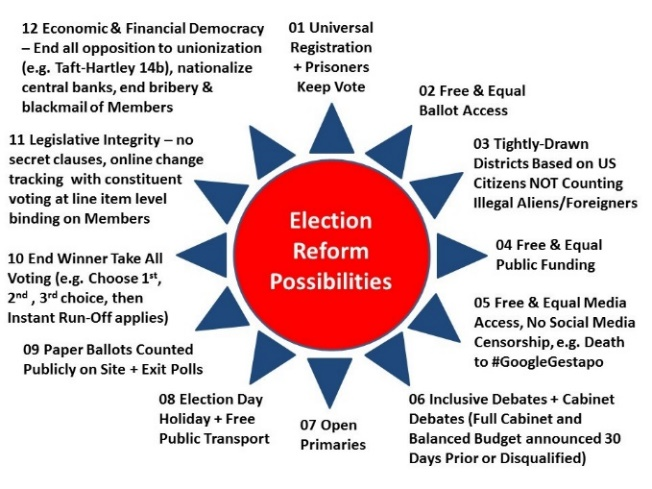 Election
Reform
Possibilities
01 Universal
Registration
+ Prisoners
Keep Vote
02 Free & Equal
Ballot Access
03 Tightly-Drawn
Districts Based on US
Citizens NOT Counting
Illegal Aliens/Foreigners
04 Free & Equal
Public Funding
05 Free & Equal Media
Access, No Social Media
Censorship, e.g. Death
to #GoogleGestapo
06 Inclusive Debates + Cabinet
Debates (Full Cabinet and
Balanced Budget announced 30
Days Prior or Disqualified)
07 Open
Primaries
08 Election Day
Holiday + Free
Public Transport
09 Paper Ballots Counted
Publicly on Site + Exit Polls
10 End Winner Take All
Voting (e.g. Choose 1st,
2nd , 3rd choice, then
Instant Run-Off applies)
11 Legislative Integrity – no
secret clauses, online change
tracking with constituent
voting at line item level
binding on Members
12 Economic & Financial Democracy
– End all opposition to unionization
(e.g. Taft-Hartley 14b), nationalize
central banks, end bribery &
blackmail of Members